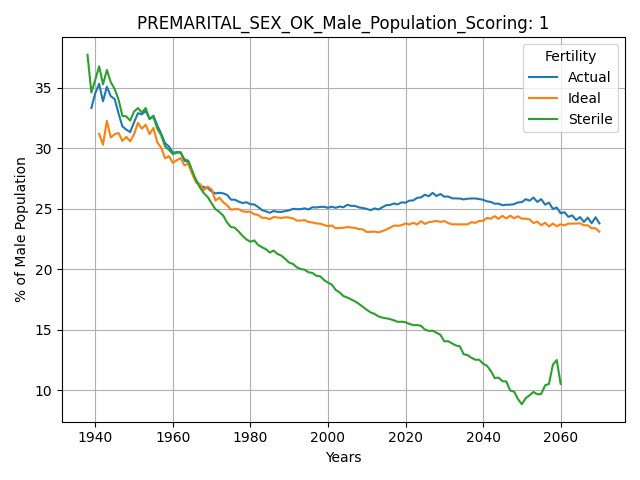 PREMARITAL_SEX_OK_Male_Population_Scoring: 1
Fertility
Actual
Ideal
Sterile
% of Male Population
35
30
25
20
15
10
1940
1960
1980
2000
2020
2040
2060
Years